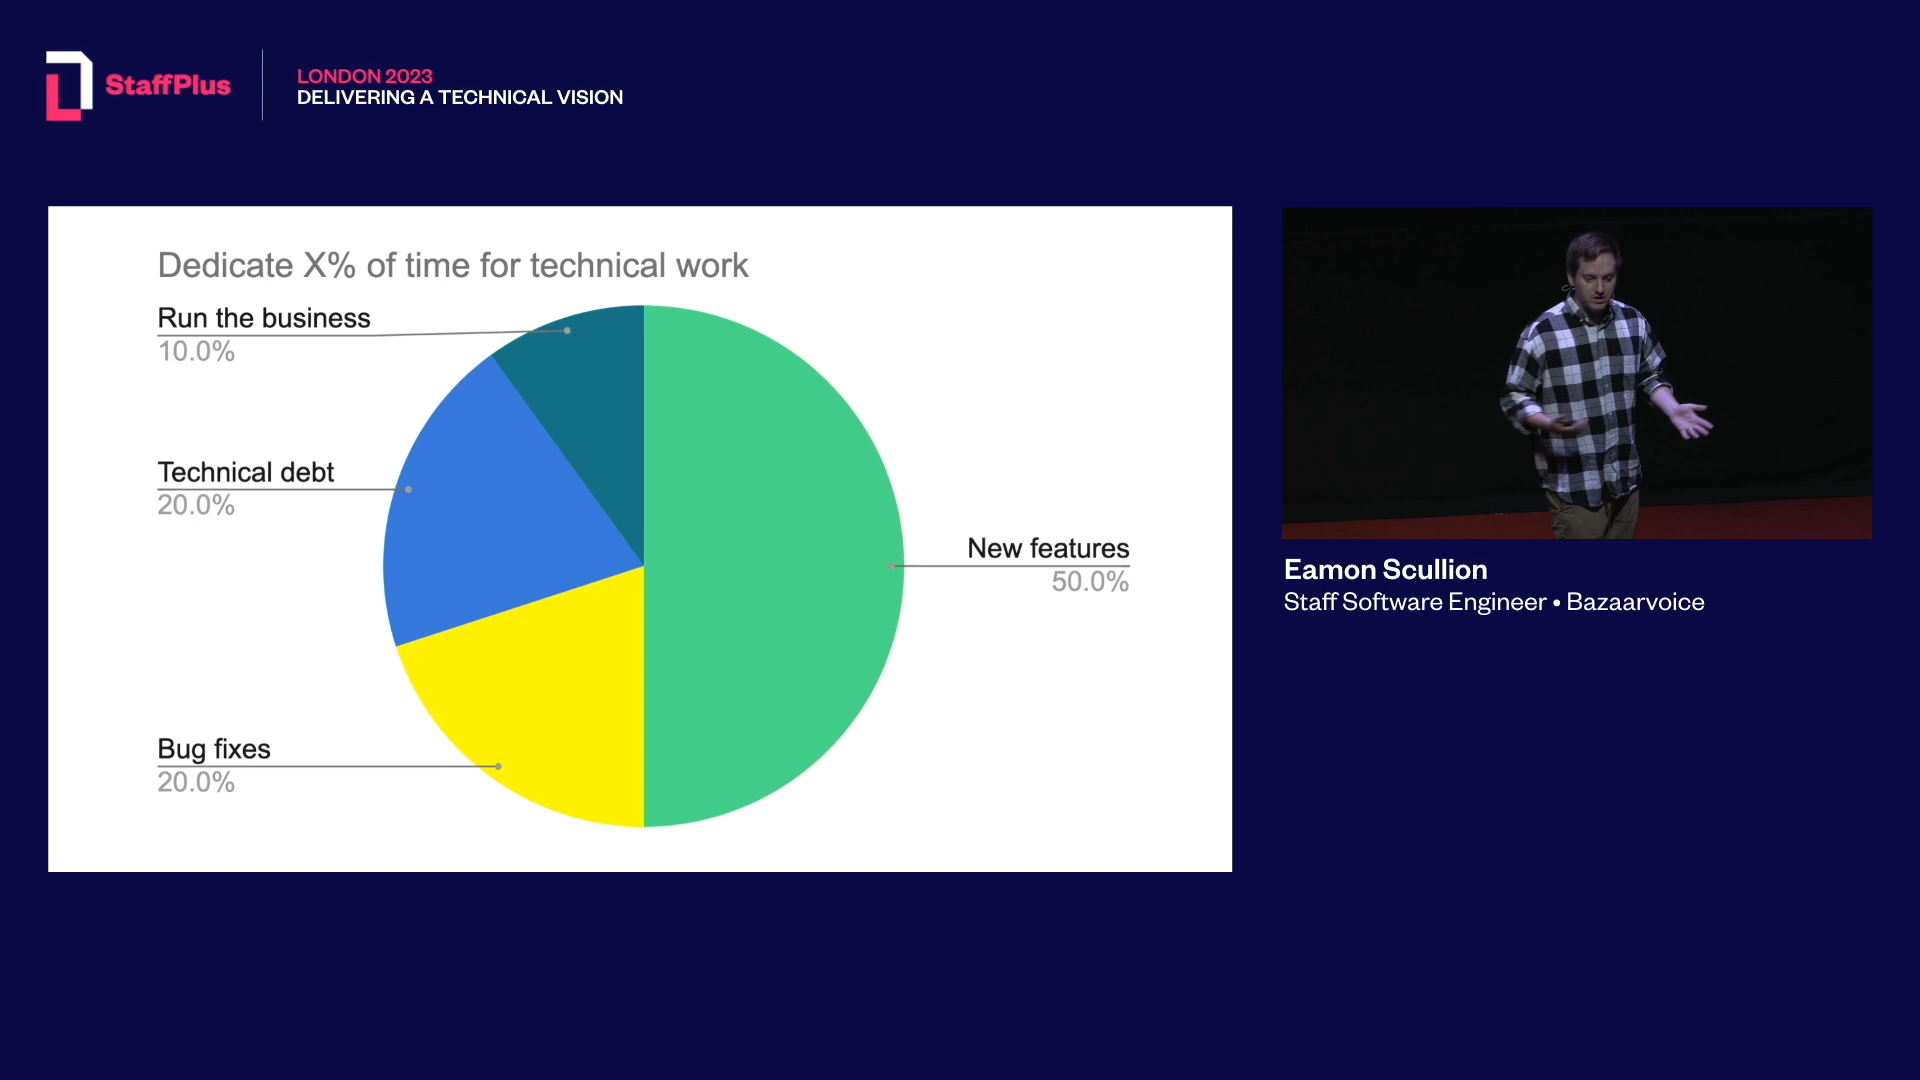 StaffPlus
LONDON 2023
DELIVERING A TECHNICAL VISION
Dedicate X% of time for technical work
Run the business
10.0%
Technical debt
20.0%
New features
50.0%
Bug fixes
20.0%
Eamon Scullion
Staff Software Engineer • Bazaarvoice